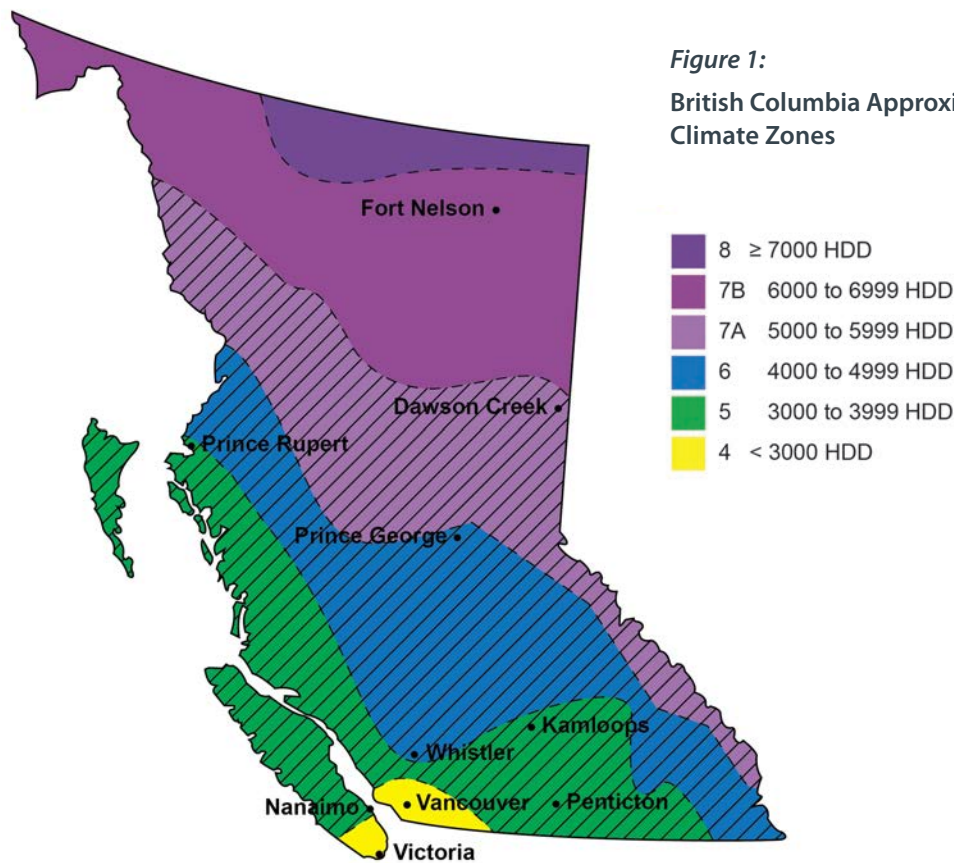 Figure 1:
British Columbia Approxi
Climate Zones
8 ≥ 7000 HDD
7B 6000 to 6999 HDD
7A 5000 to 5999 HDD
6 4000 to 4999 HDD
5 3000 to 3999 HDD
4 < 3000 HDD
Fort Nelson
Dawson Creek
Prince Rupert
Prince George
Kamloops
Whistler
Nanaimo
Vancouver
Penticton
Victoria